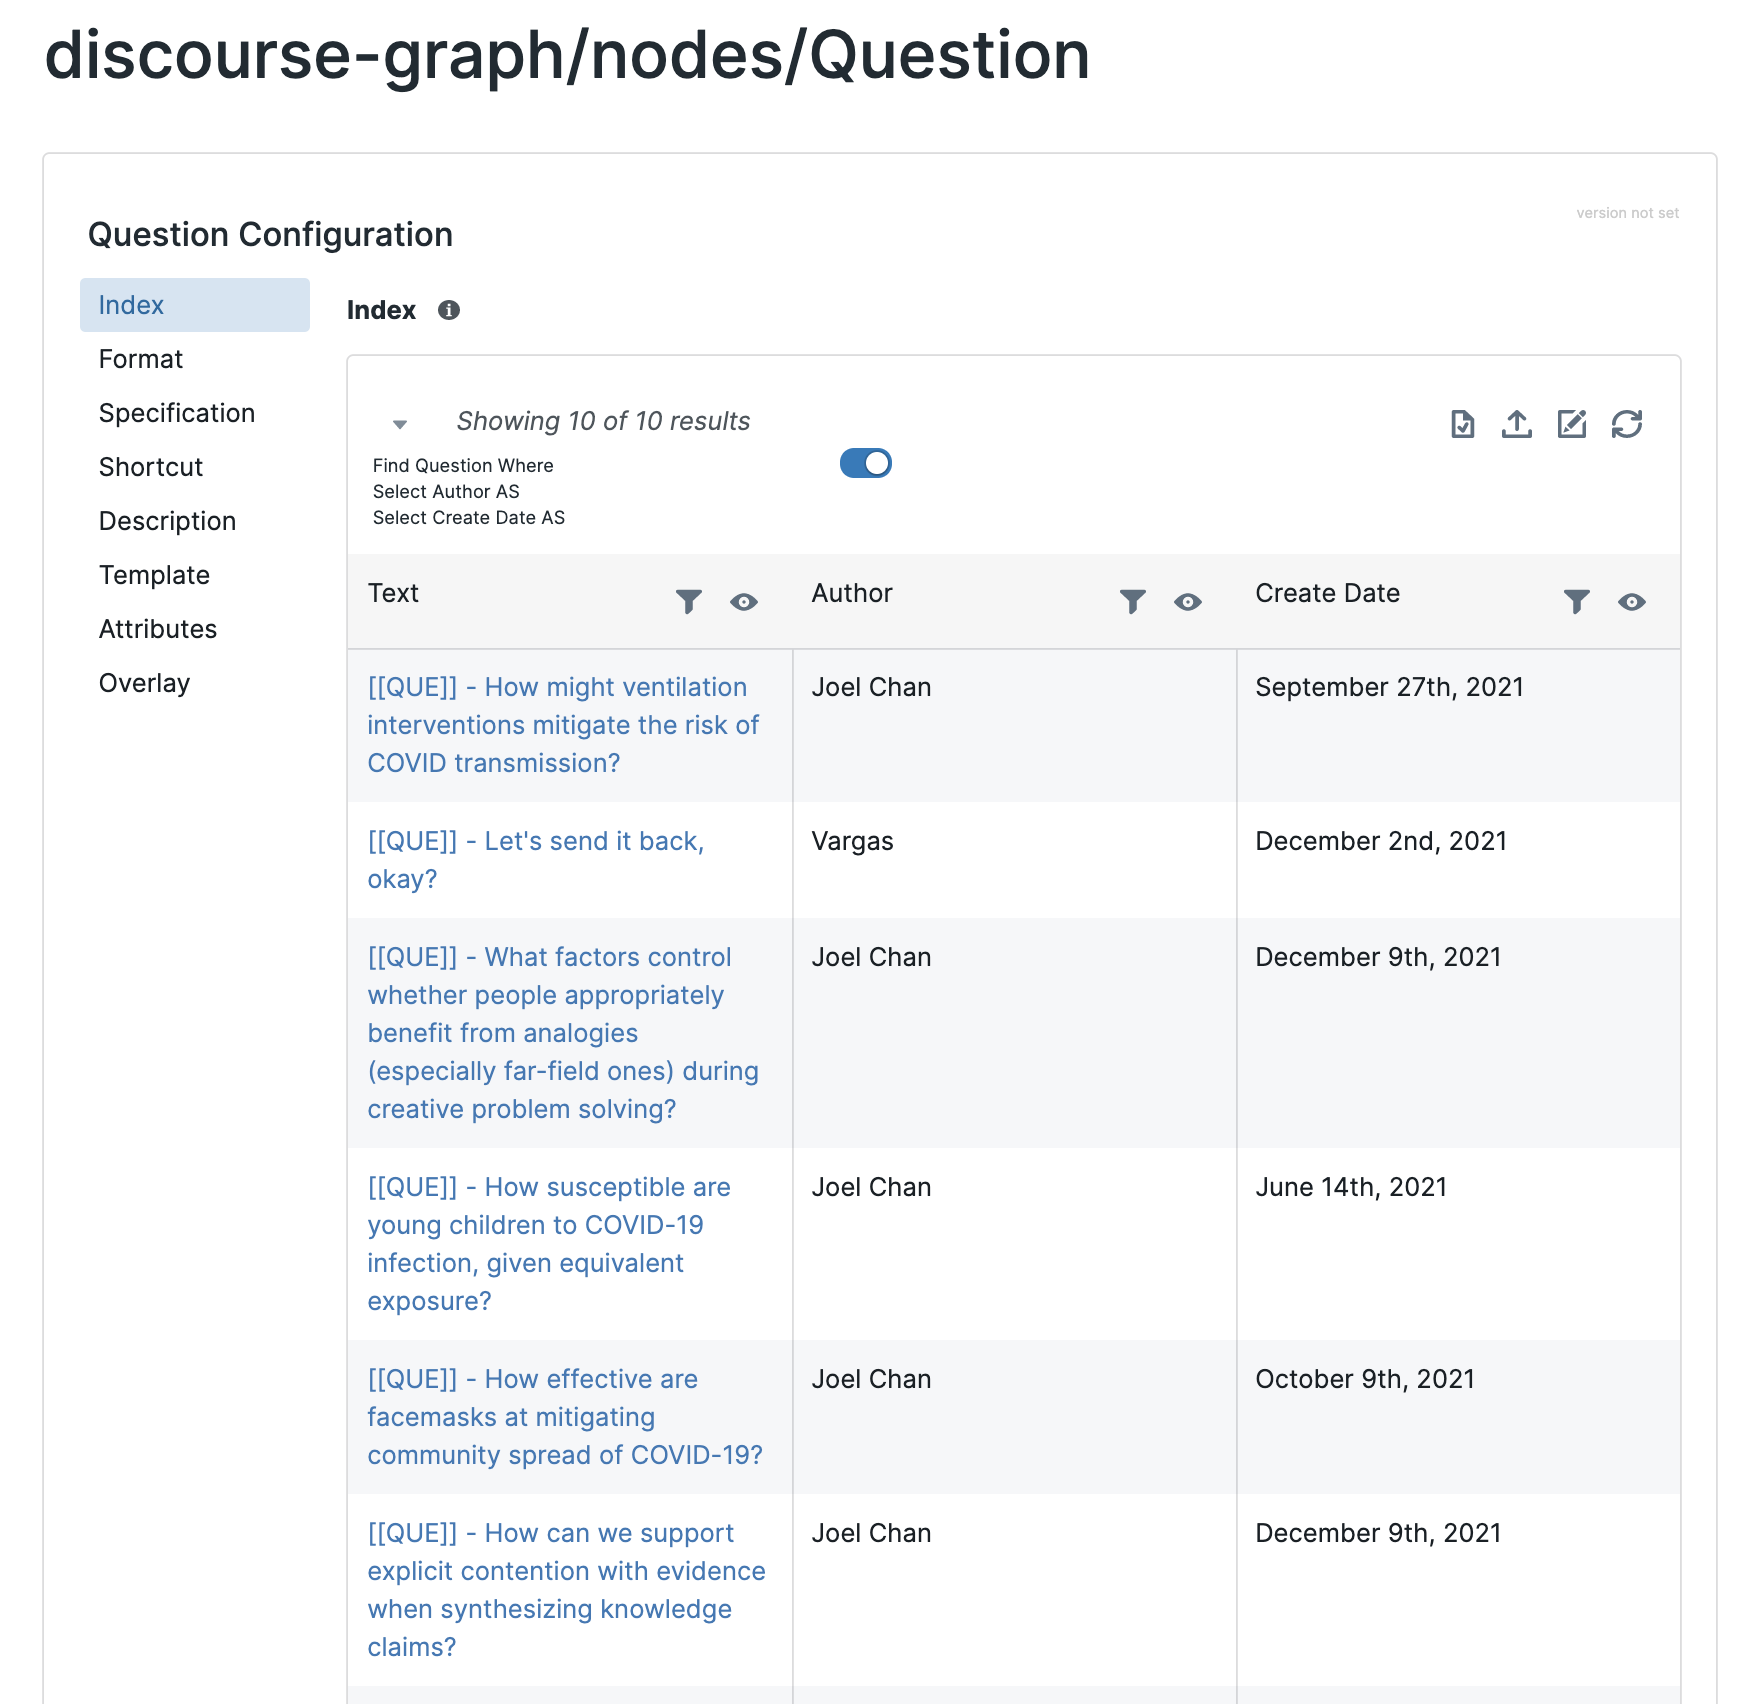 discourse-graph/nodes/Question
version not set
Question Configuration
Index
Format
Specification
Shortcut
Description
Template
Attributes
Overlay
Index
Showing 10 of 10 results
Find Question Where
Select Author AS
Select Create Date AS
Text
Author
Create Date
[[QUE]] - How might ventilation
interventions mitigate the risk of
COVID transmission?
Joel Chan
September 27th, 2021
[[QUE]] - Let's send it back,
okay?
Vargas
December 2nd, 2021
[[QUE]] - What factors control
whether people appropriately
benefit from analogies
(especially far-field ones) during
creative problem solving?
Joel Chan
December 9th, 2021
[[QUE]] - How susceptible are
young children to COVID-19
infection, given equivalent
exposure?
Joel Chan
June 14th, 2021
[[QUE]] - How effective are
facemasks at mitigating
community spread of COVID-19?
Joel Chan
October 9th, 2021
[[QUE]] - How can we support
explicit contention with evidence
when synthesizing knowledge
claims?
Joel Chan
December 9th, 2021